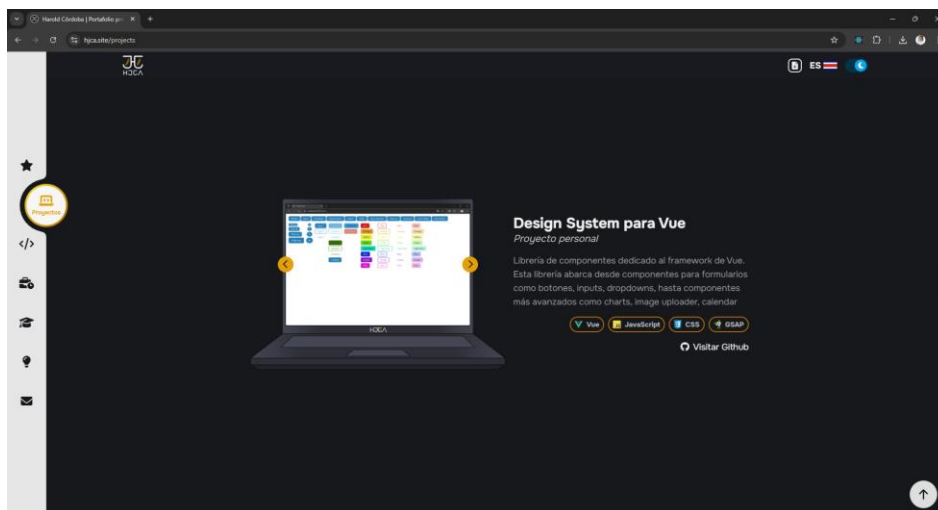 Harold Córdoba | Portafolio pro
hjca.site/projects
HJCA
ES
Proyectos
HJCA
Design System para Vue
Proyecto personal
Librería de componentes dedicado al framework de Vue.
Esta librería abarca desde componentes para formularios
como botones, inputs, dropdowns, hasta componentes
más avanzados como charts, image uploader, calendar
Vue JavaScript CSS GSAP
Visitar Github